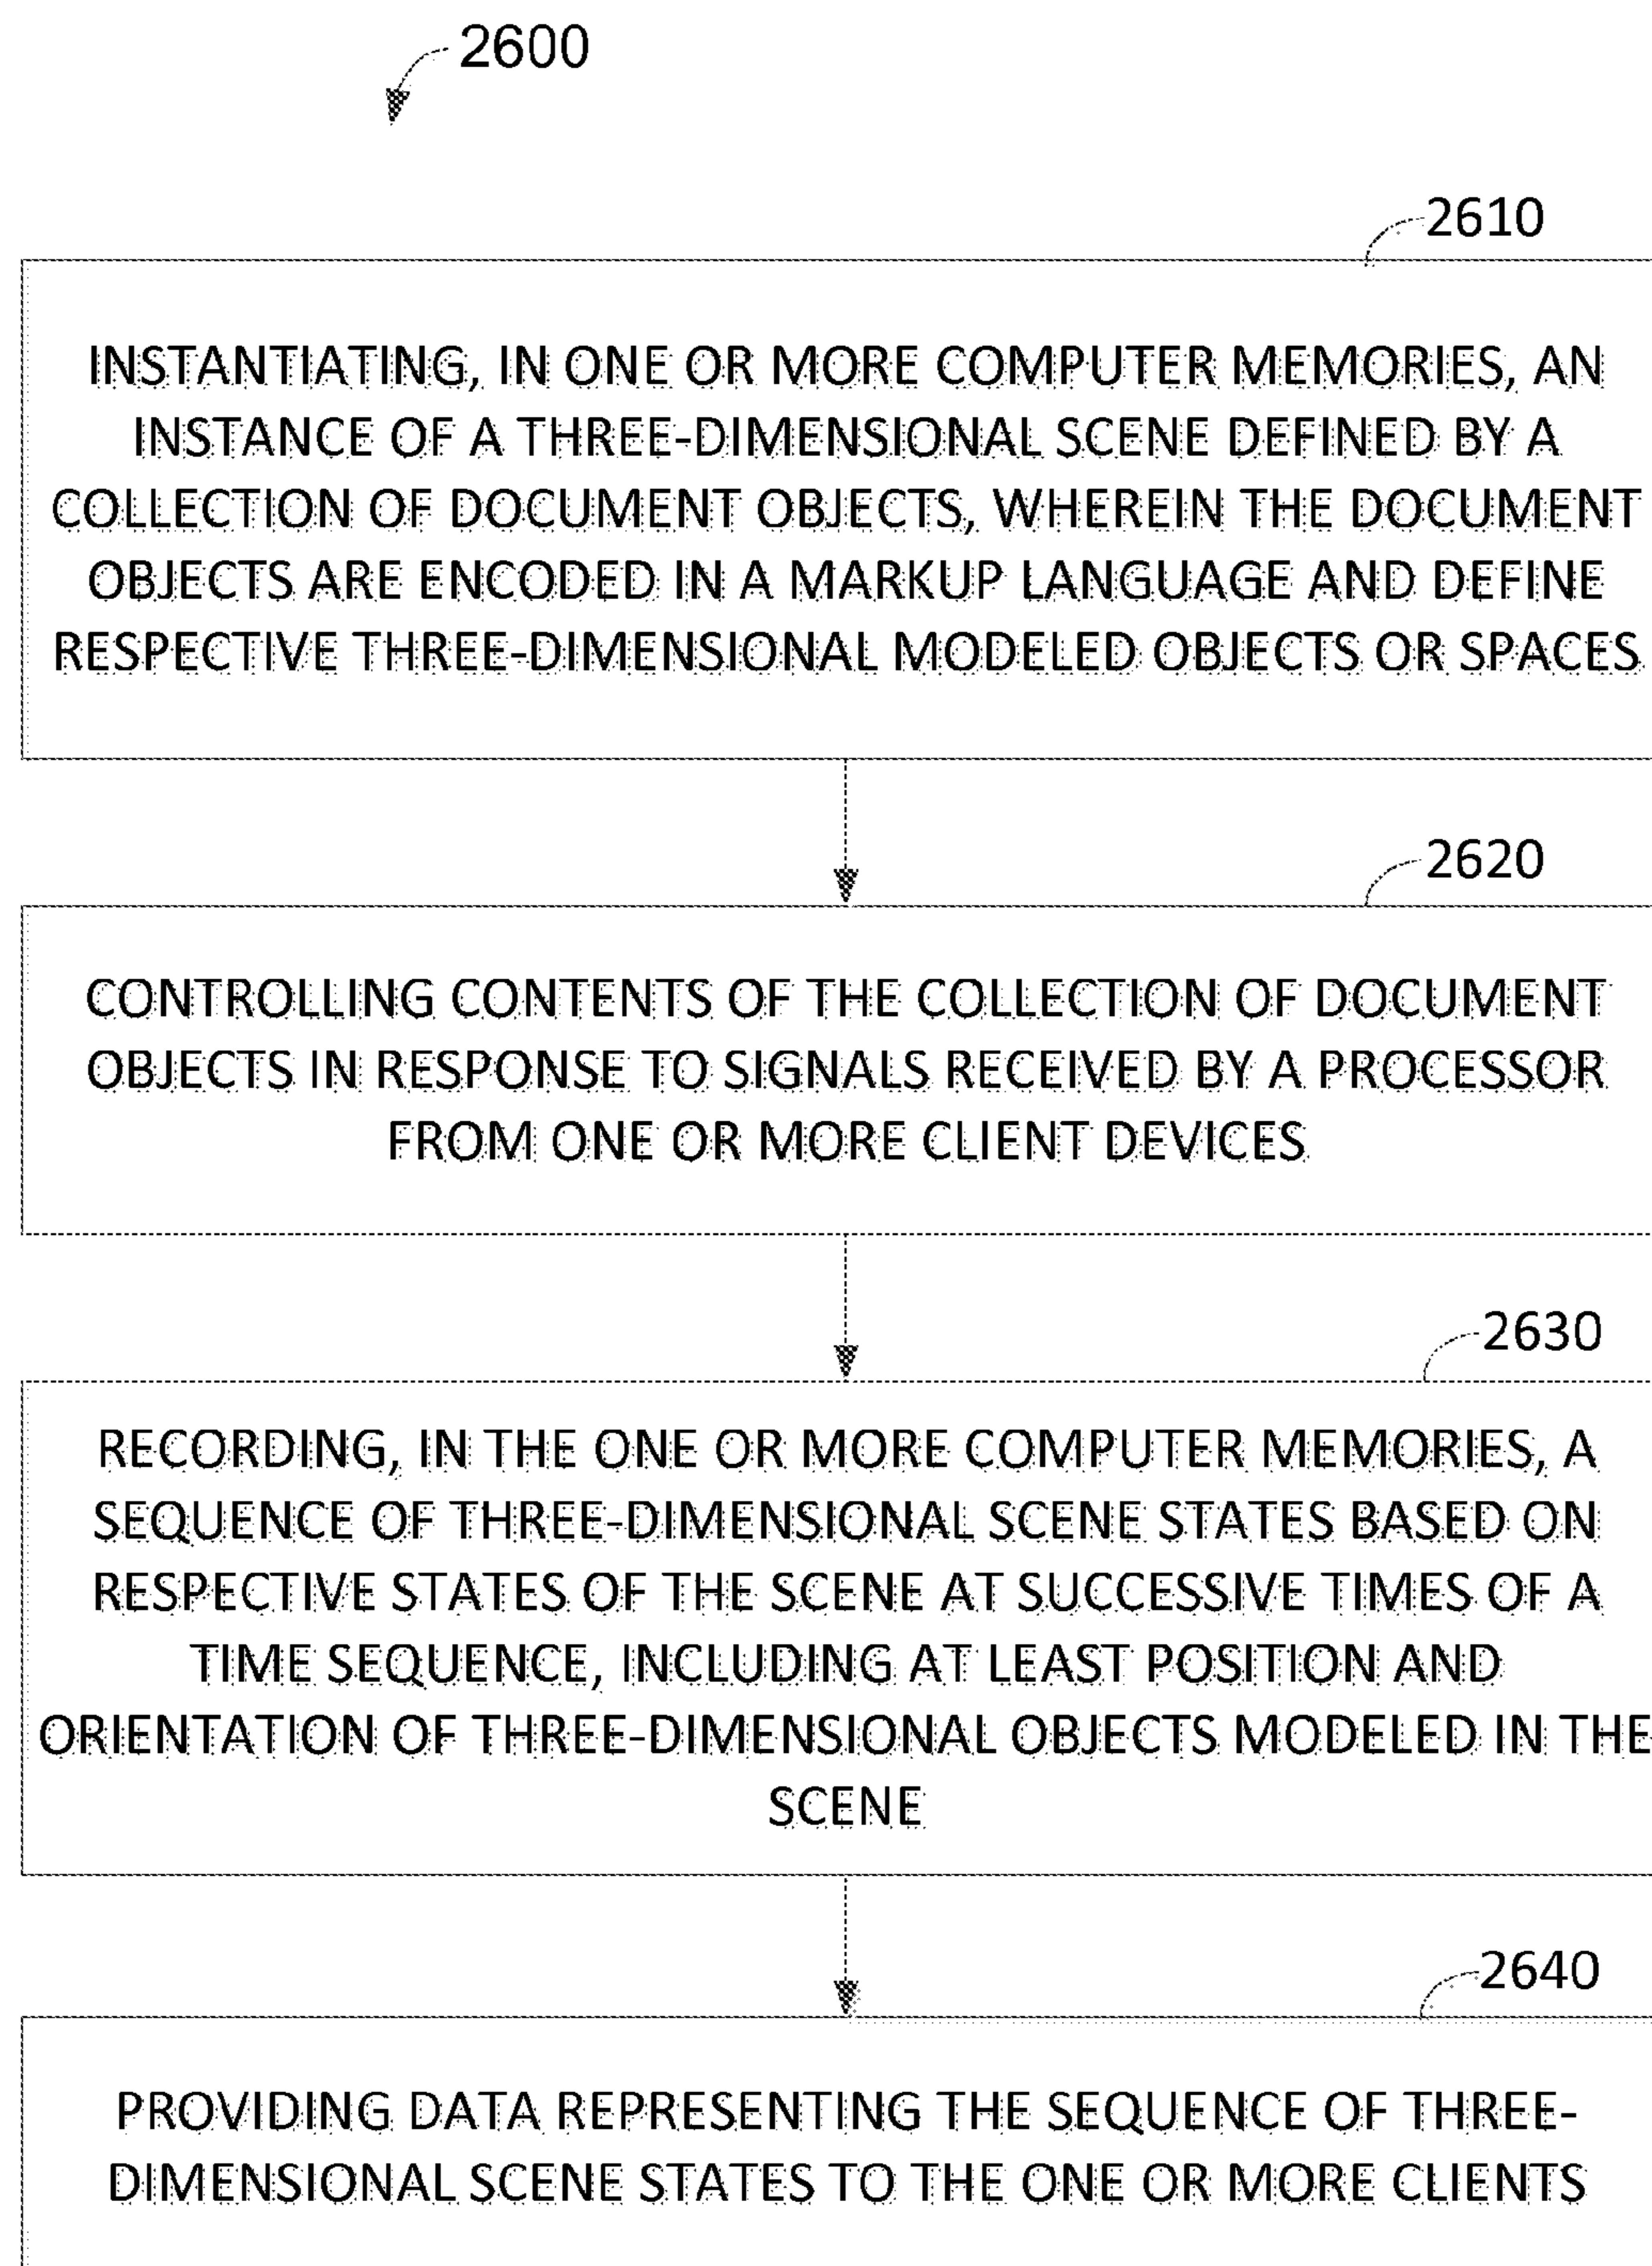 2600
2610
INSTANTIATING, IN ONE OR MORE COMPUTER MEMORIES, AN
INSTANCE OF A THREE-DIMENSIONAL SCENE DEFINED BY A
COLLECTION OF DOCUMENT OBJECTS, WHEREIN THE DOCUMENT
OBJECTS ARE ENCODED IN A MARKUP LANGUAGE AND DEFINE
RESPECTIVE THREE-DIMENSIONAL MODELED OBJECTS OR SPACES
2620
CONTROLLING CONTENTS OF THE COLLECTION OF DOCUMENT
OBJECTS IN RESPONSE TO SIGNALS RECEIVED BY A PROCESSOR
FROM ONE OR MORE CLIENT DEVICES
2630
RECORDING, IN THE ONE OR MORE COMPUTER MEMORIES, A
SEQUENCE OF THREE-DIMENSIONAL SCENE STATES BASED ON
RESPECTIVE STATES OF THE SCENE AT SUCCESSIVE TIMES OF A
TIME SEQUENCE, INCLUDING AT LEAST POSITION AND
ORIENTATION OF THREE-DIMENSIONAL OBJECTS MODELED IN THE
SCENE
2640
PROVIDING DATA REPRESENTING THE SEQUENCE OF THREE-
DIMENSIONAL SCENE STATES TO THE ONE OR MORE CLIENTS